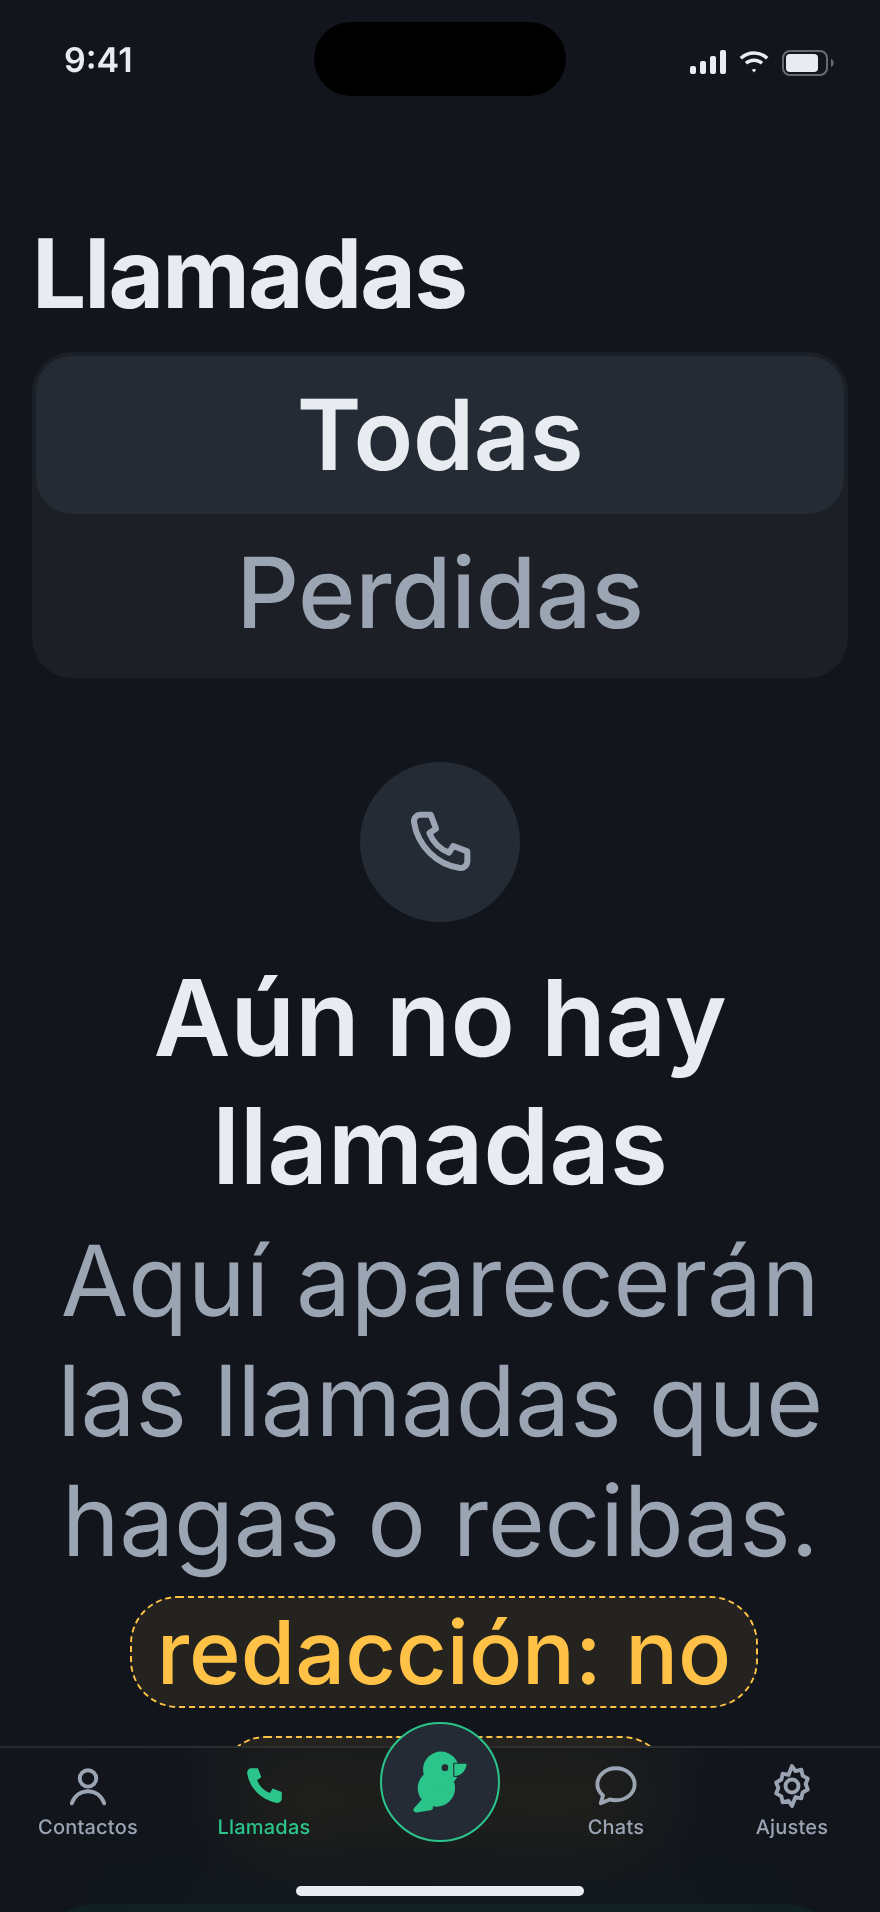 9:41
Llamadas
Todas
Perdidas
Aún no hay
llamadas
Aquí aparecerán
las llamadas que
hagas o recibas.
redacción: no
Contactos
Llamadas
Chats
Ajustes